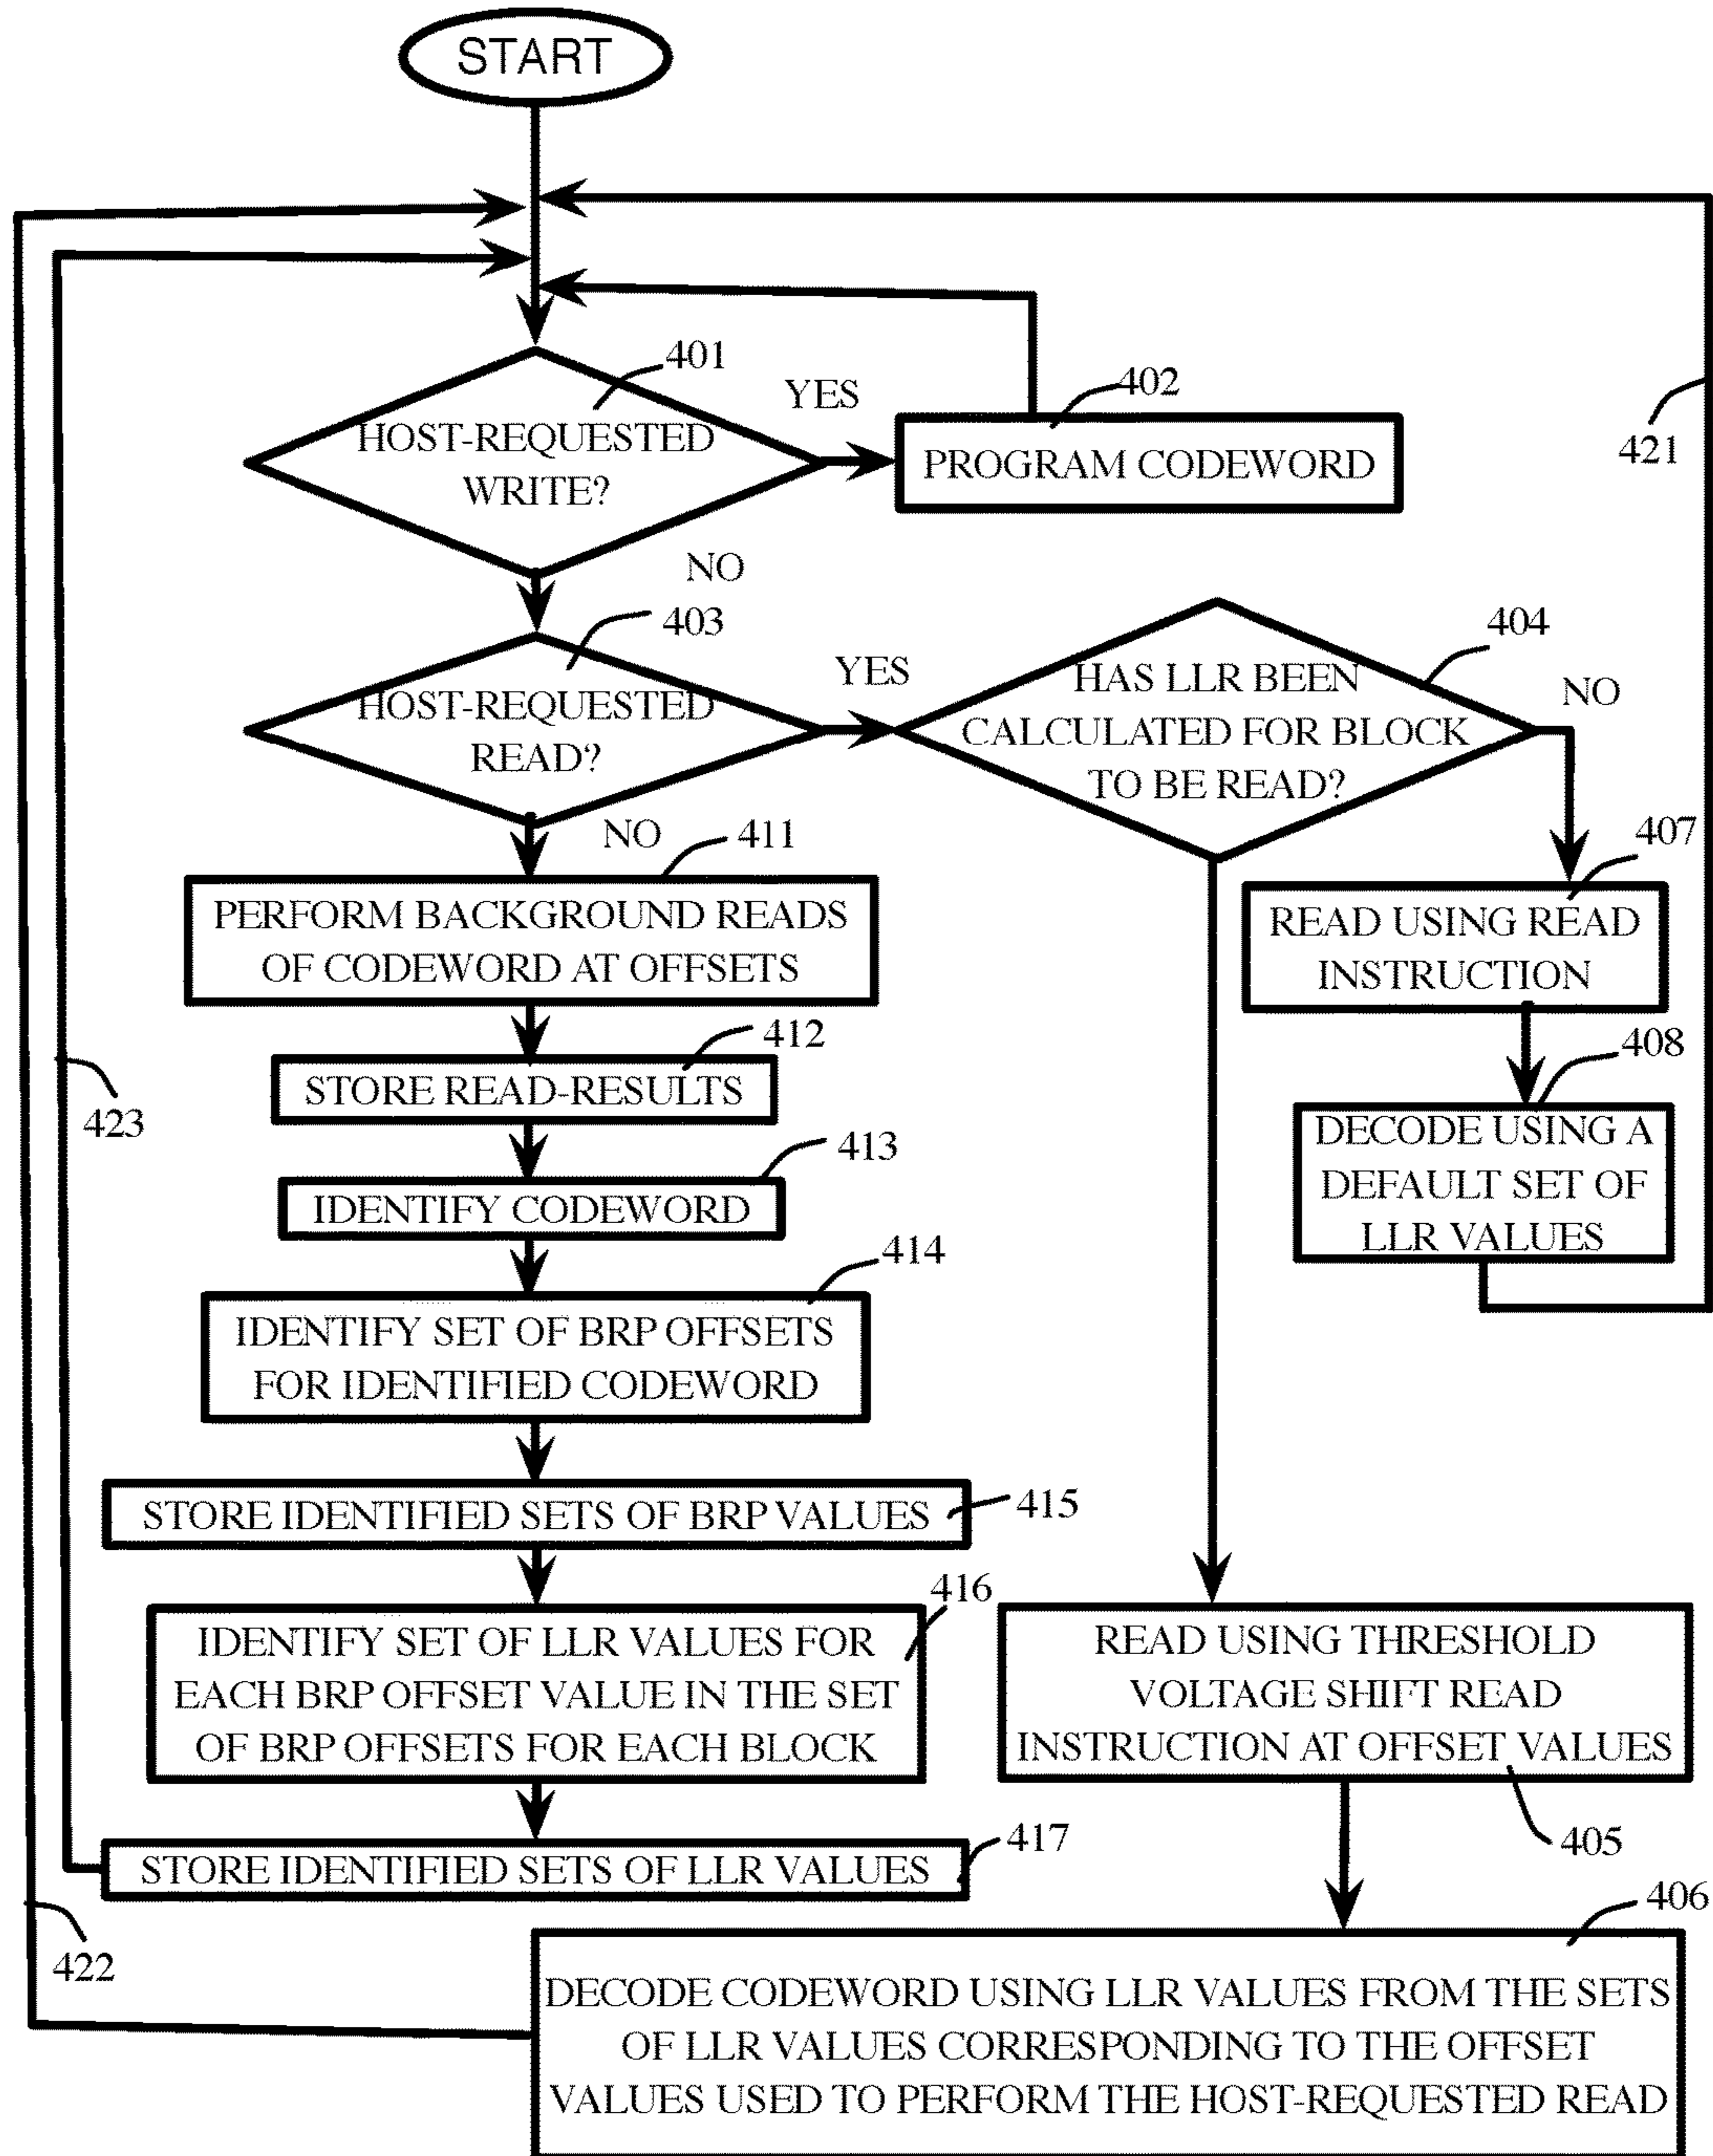 START
401
HOST-REQUESTED
WRITE?
YES
402
PROGRAM CODEWORD
421
NO
403
HOST-REQUESTED
READ?
YES
404
HAS LLR BEEN
CALCULATED FOR BLOCK
TO BE READ?
NO
NO
411
PERFORM BACKGROUND READS
OF CODEWORD AT OFFSETS
407
READ USING READ
INSTRUCTION
412
STORE READ-RESULTS
408
DECODE USING A
DEFAULT SET OF
LLR VALUES
423
413
IDENTIFY CODEWORD
414
IDENTIFY SET OF BRP OFFSETS
FOR IDENTIFIED CODEWORD
STORE IDENTIFIED SETS OF BRP VALUES
415
416
IDENTIFY SET OF LLR VALUES FOR
EACH BRP OFFSET VALUE IN THE SET
OF BRP OFFSETS FOR EACH BLOCK
READ USING THRESHOLD
VOLTAGE SHIFT READ
INSTRUCTION AT OFFSET VALUES
405
417
STORE IDENTIFIED SETS OF LLR VALUES
422
406
DECODE CODEWORD USING LLR VALUES FROM THE SETS
OF LLR VALUES CORRESPONDING TO THE OFFSET
VALUES USED TO PERFORM THE HOST-REQUESTED READ